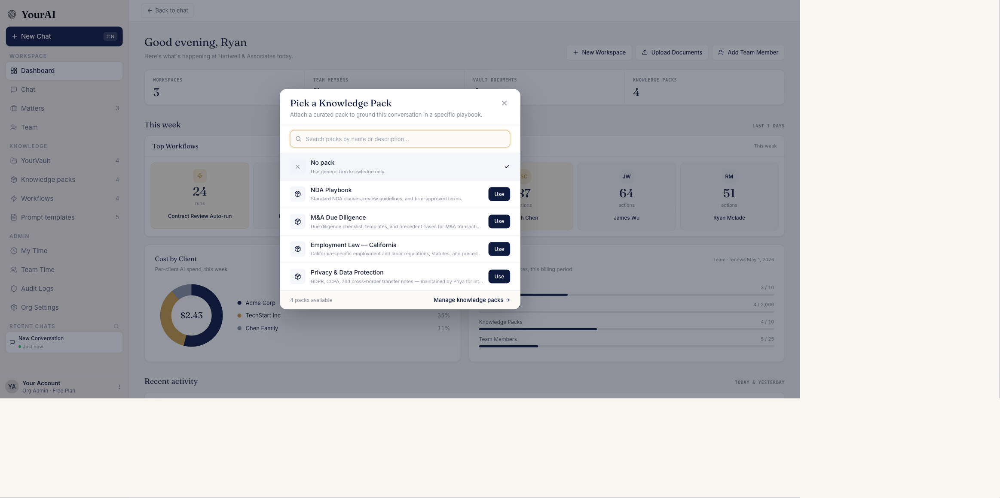 YourAI
New Chat ⌘N
WORKSPACE
Dashboard
Chat
Matters 3
Team
KNOWLEDGE
YourVault 4
Knowledge packs 4
Workflows 4
Prompt templates 5
ADMIN
My Time
Team Time
Audit Logs
Org Settings
RECENT CHATS
New Conversation
Just now
YA
Your Account
Org Admin · Free Plan
← Back to chat
Good evening, Ryan
Here's what's happening at Hartwell & Associates today.
New Workspace
Upload Documents
Add Team Member
WORKSPACES
3
TEAM MEMBERS
VAULT DOCUMENTS
KNOWLEDGE PACKS
4
This week
LAST 7 DAYS
Top Workflows
This week
24
runs
Contract Review Auto-run
Chen
JW
64
actions
James Wu
RM
51
actions
Ryan Melade
Cost by Client
Per-client AI spend, this week
$2.43
Acme Corp
TechStart Inc 35%
Chen Family 11%
Team · renews May 1, 2026
this billing period
3 / 10
4 / 2,000
Knowledge Packs 4 / 10
Team Members 5 / 25
Recent activity
TODAY & YESTERDAY
Pick a Knowledge Pack
Attach a curated pack to ground this conversation in a specific playbook.
Search packs by name or description...
No pack
Use general firm knowledge only.
NDA Playbook
Standard NDA clauses, review guidelines, and firm-approved terms.
Use
M&A Due Diligence
Due diligence checklist, templates, and precedent cases for M&A transacti...
Use
Employment Law — California
California-specific employment and labor regulations, statutes, and preced...
Use
Privacy & Data Protection
GDPR, CCPA, and cross-border transfer notes — maintained by Priya for int...
Use
4 packs available
Manage knowledge packs →